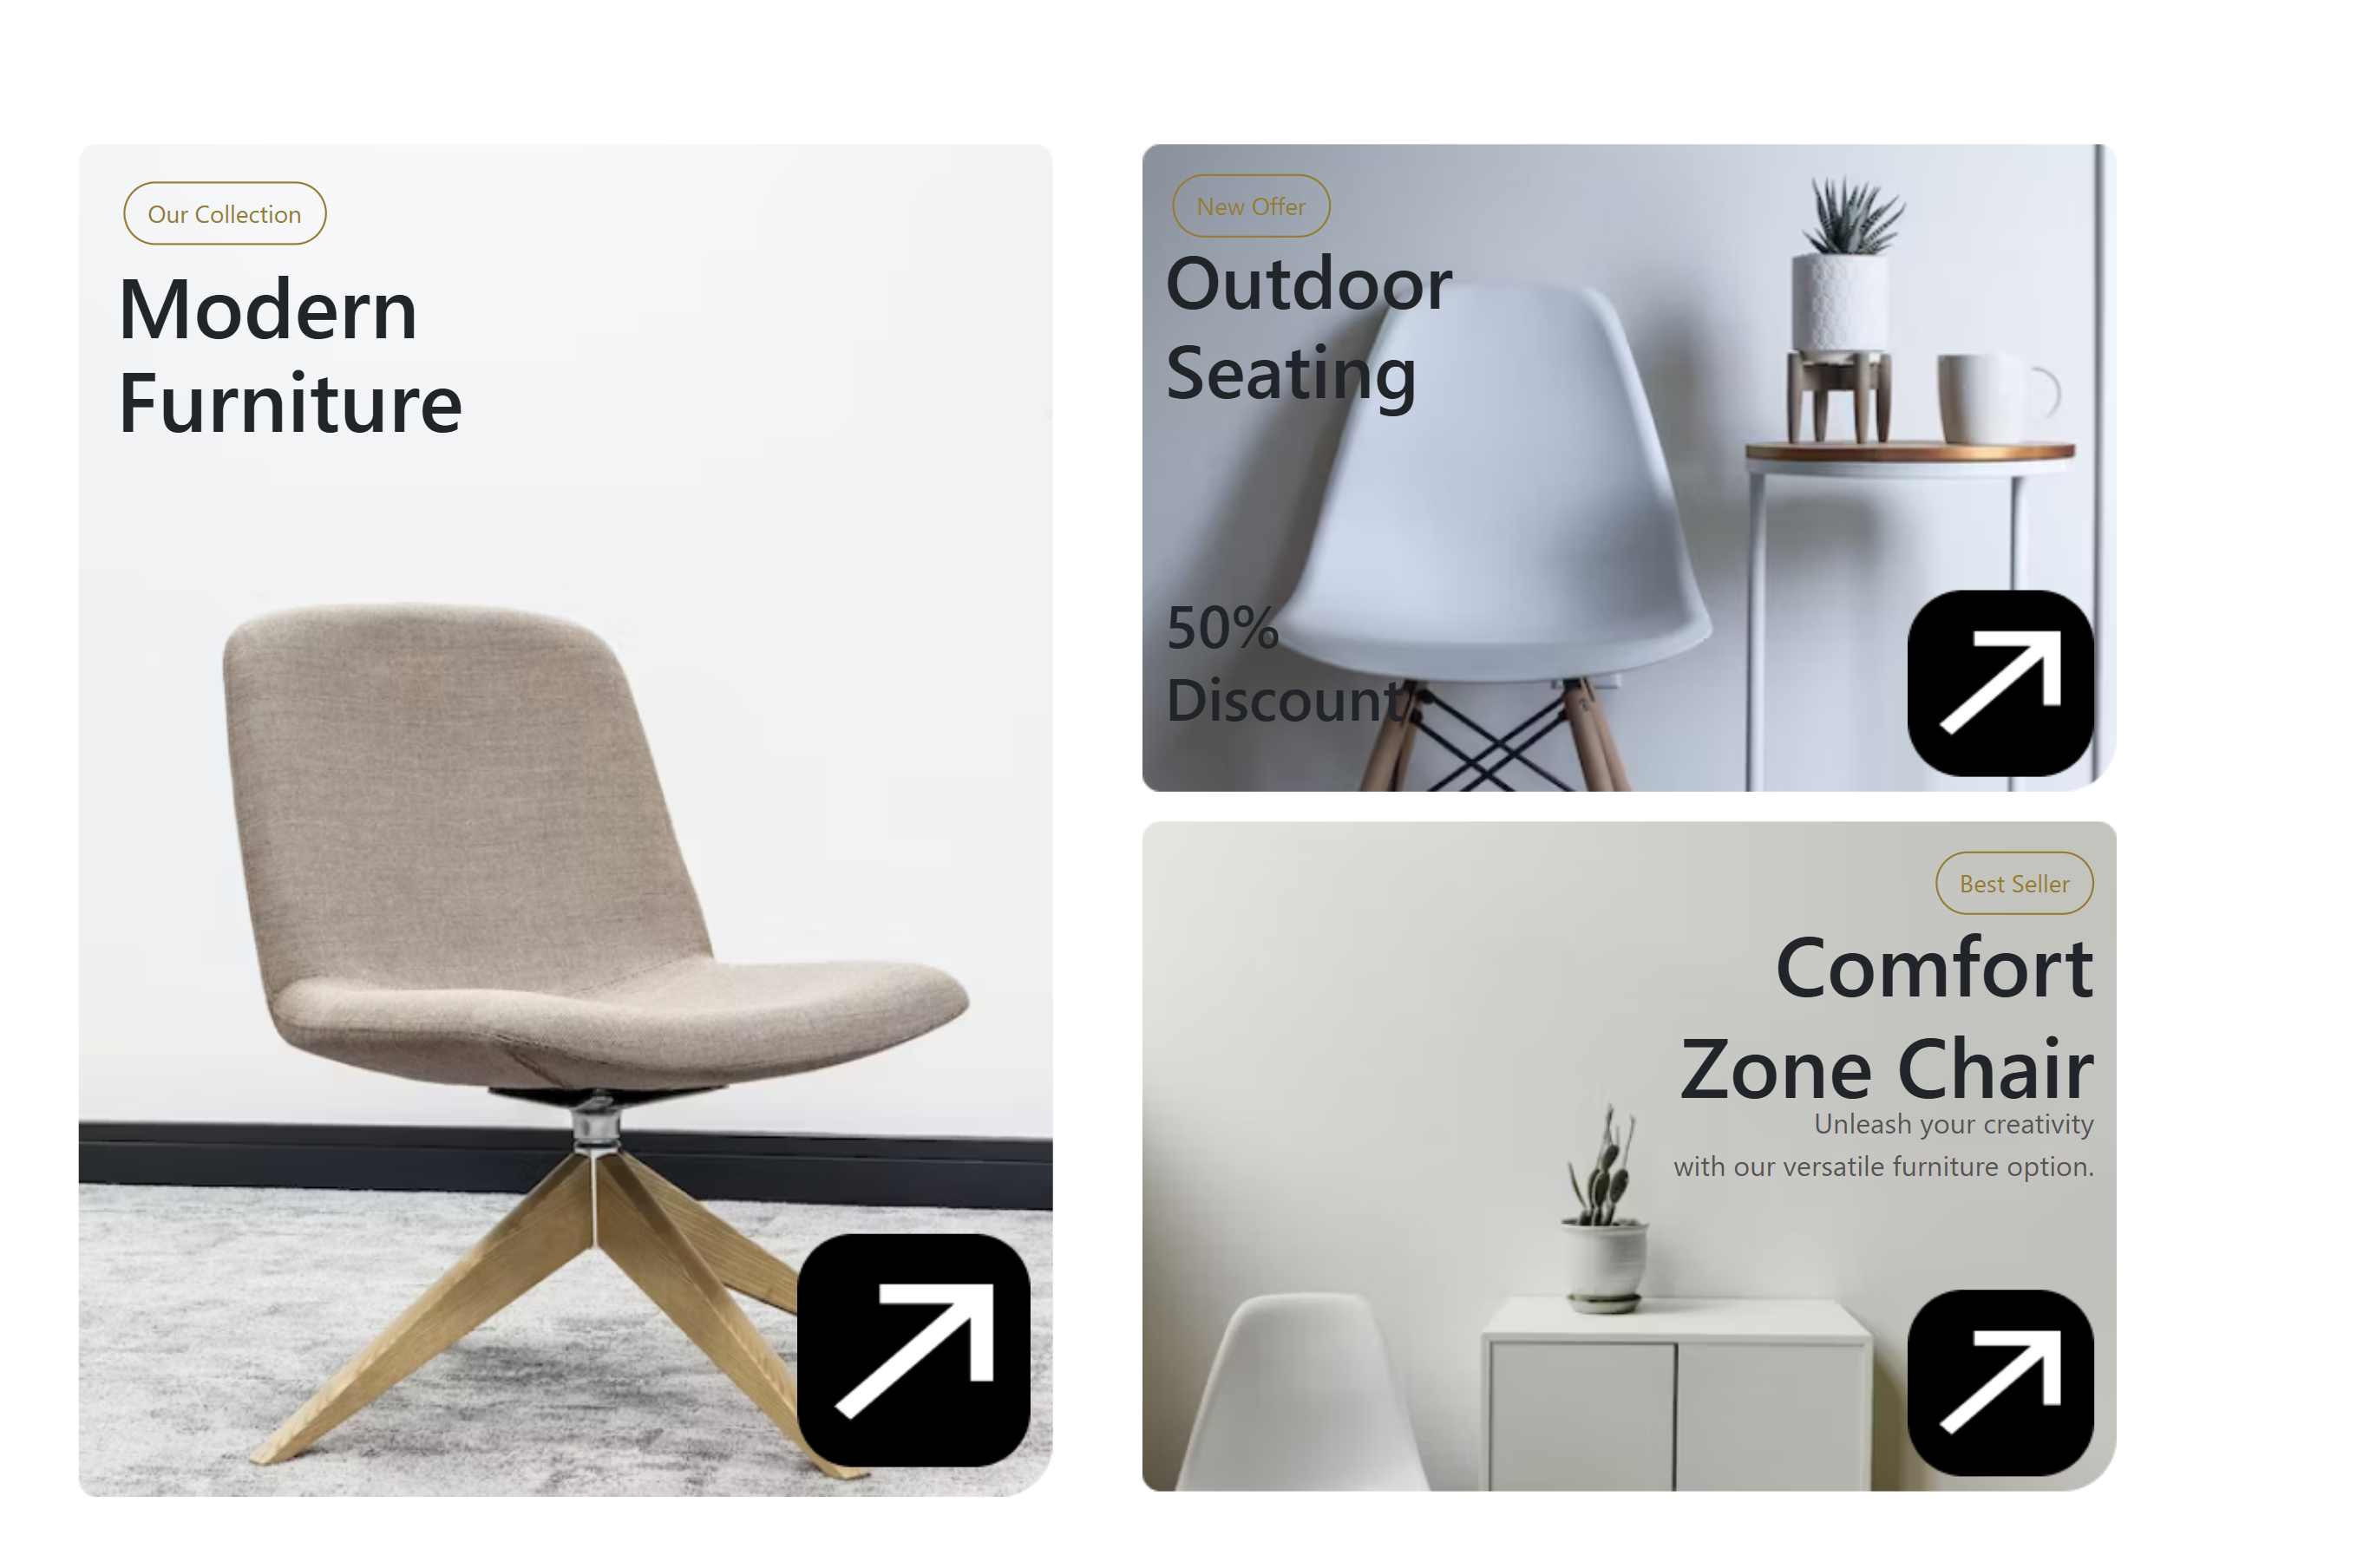 Our Collection
Modern
Furniture
New Offer
Outdoor
Seating
50%
Discount
Best Seller
Comfort
Zone Chair
Unleash your creativity
with our versatile furniture option.